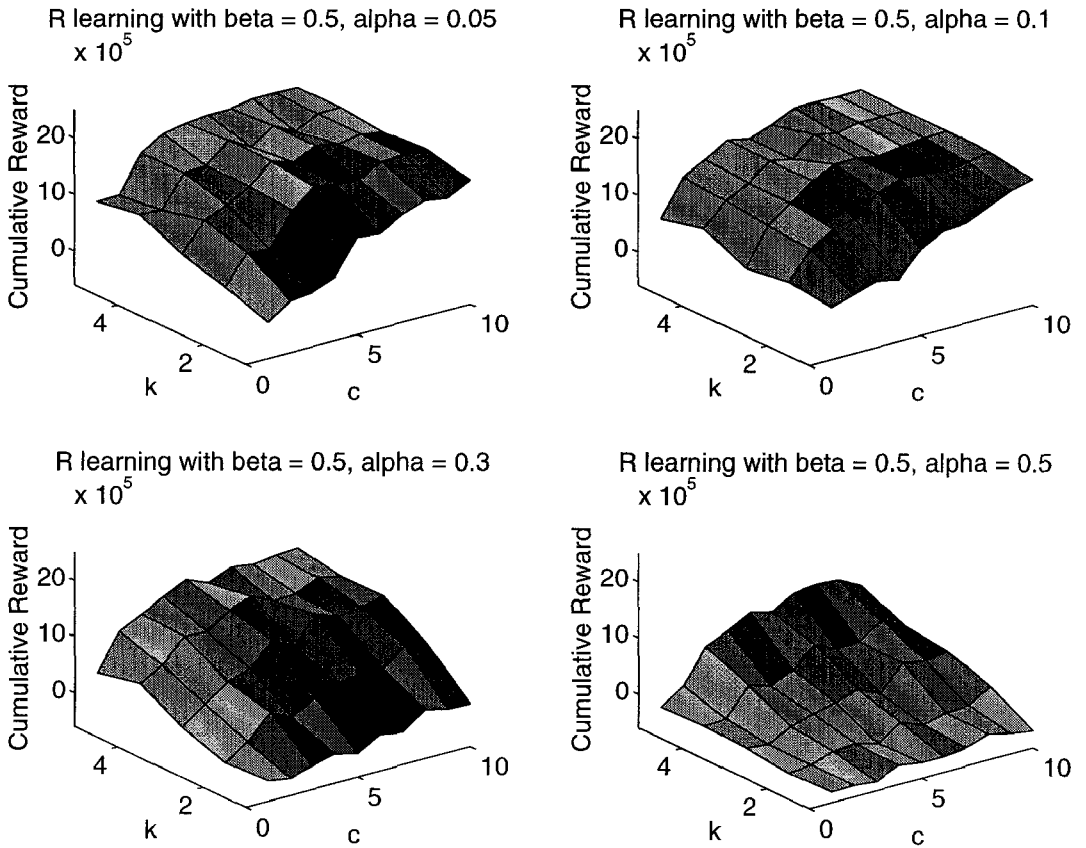 R learning with beta = 0.5, alpha = 0.05
x 10^5
Cumulative Reward
20
10
0
4
2
k
0
5
10
c
R learning with beta = 0.5, alpha = 0.1
x 10^5
Cumulative Reward
20
10
0
4
2
k
0
5
10
c
R learning with beta = 0.5, alpha = 0.3
x 10^5
Cumulative Reward
20
10
0
4
2
k
0
5
10
c
R learning with beta = 0.5, alpha = 0.5
x 10^5
Cumulative Reward
20
10
0
4
2
k
0
5
10
c